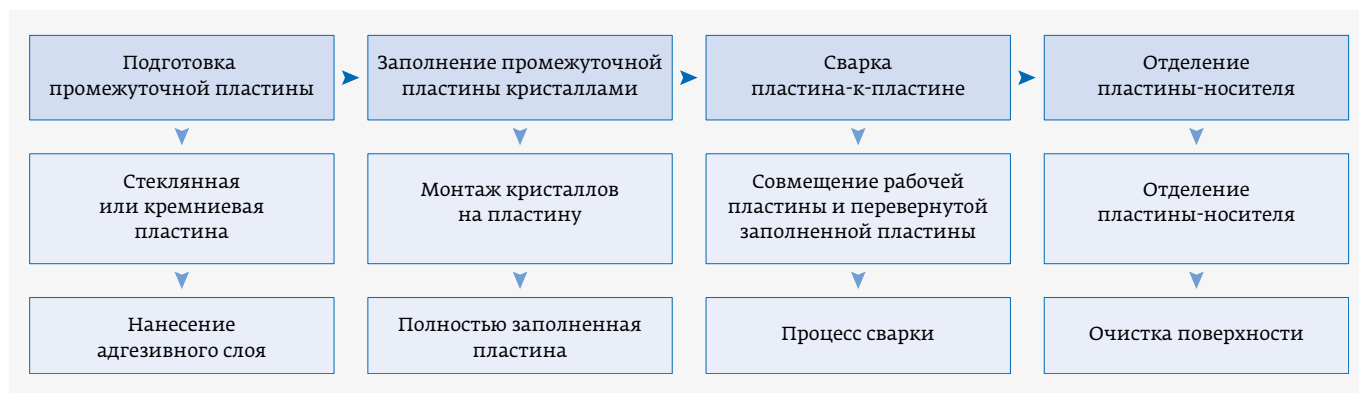 Подготовка
промежуточной пластины
Заполнение промежуточной
пластины кристаллами
Сварка
пластина-к-пластине
Отделение
пластины-носителя
Стеклянная
или кремниевая
пластина
Монтаж кристаллов
на пластину
Совмещение рабочей
пластины и перевернутой
заполненной пластины
Отделение
пластины-носителя
Нанесение
адгезивного слоя
Полностью заполненная
пластина
Процесс сварки
Очистка поверхности